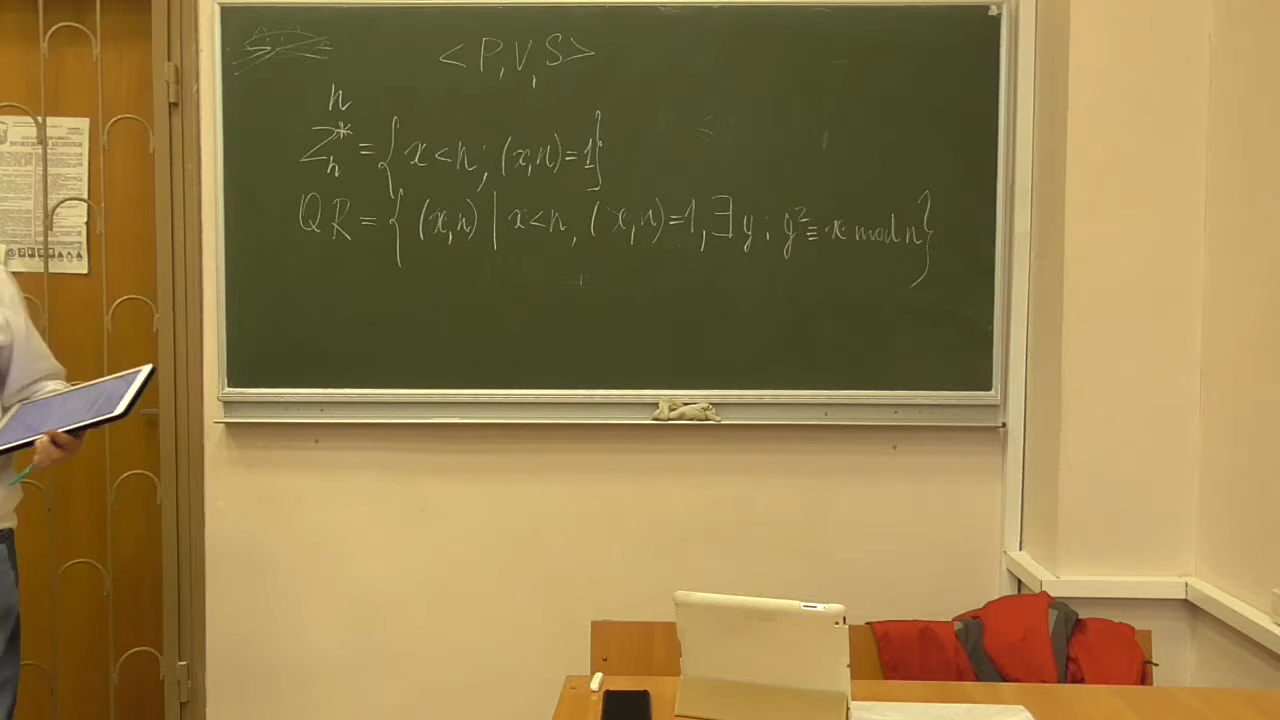 <P, V, S>
n
Z*ₙ = { x < n; (x,n)=1}
QR = { (x,n) | x<n, (x,n)=1, ∃ y : y² ≡ x mod n}